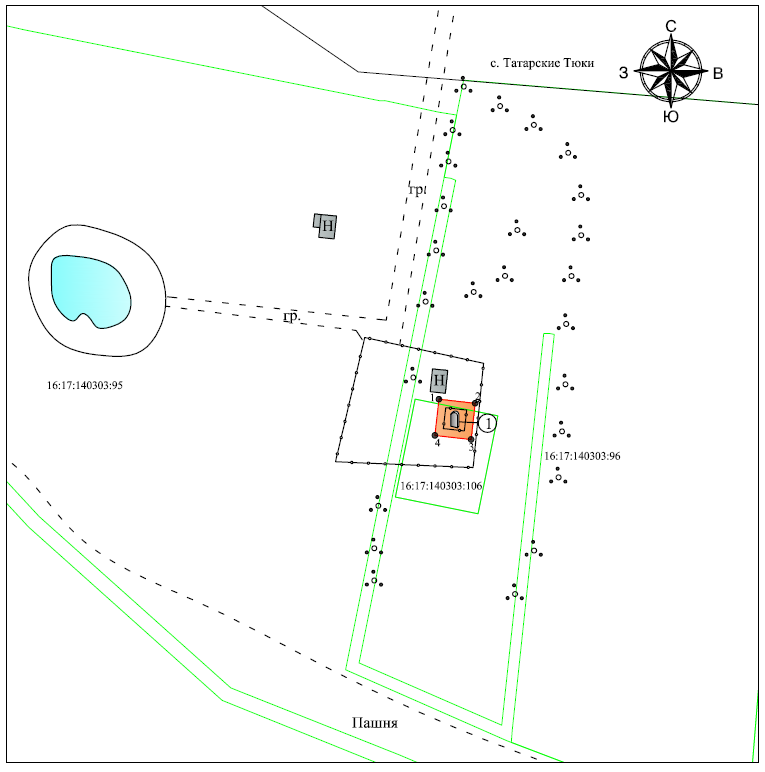 С
с. Татарские Тюки
З
В
Ю
гр.
Н
гр.
16:17:140303:95
Н
1
2
1
4
3
16:17:140303:96
16:17:140303:106
Пашня